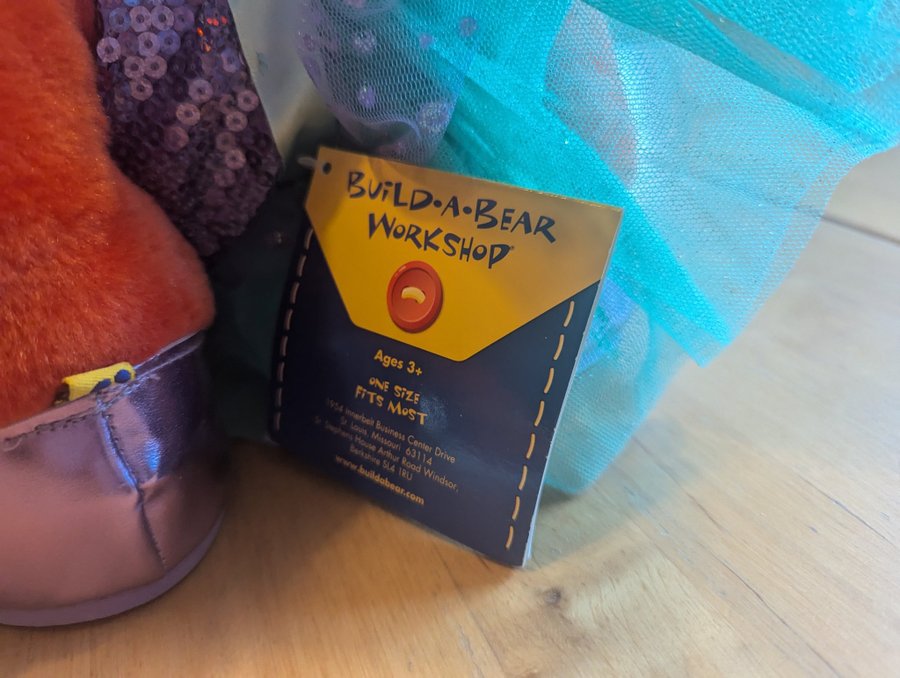 BUiLD•A•BEAR
WORKSHOP®
Ages 3+
ONE SiZE
FiTS MOST
1954 Innerbelt Business Center Drive
St. Louis, Missouri 63114
St Stephens House Arthur Road Windsor,
Berkshire SL4 1RU
www.buildabear.com